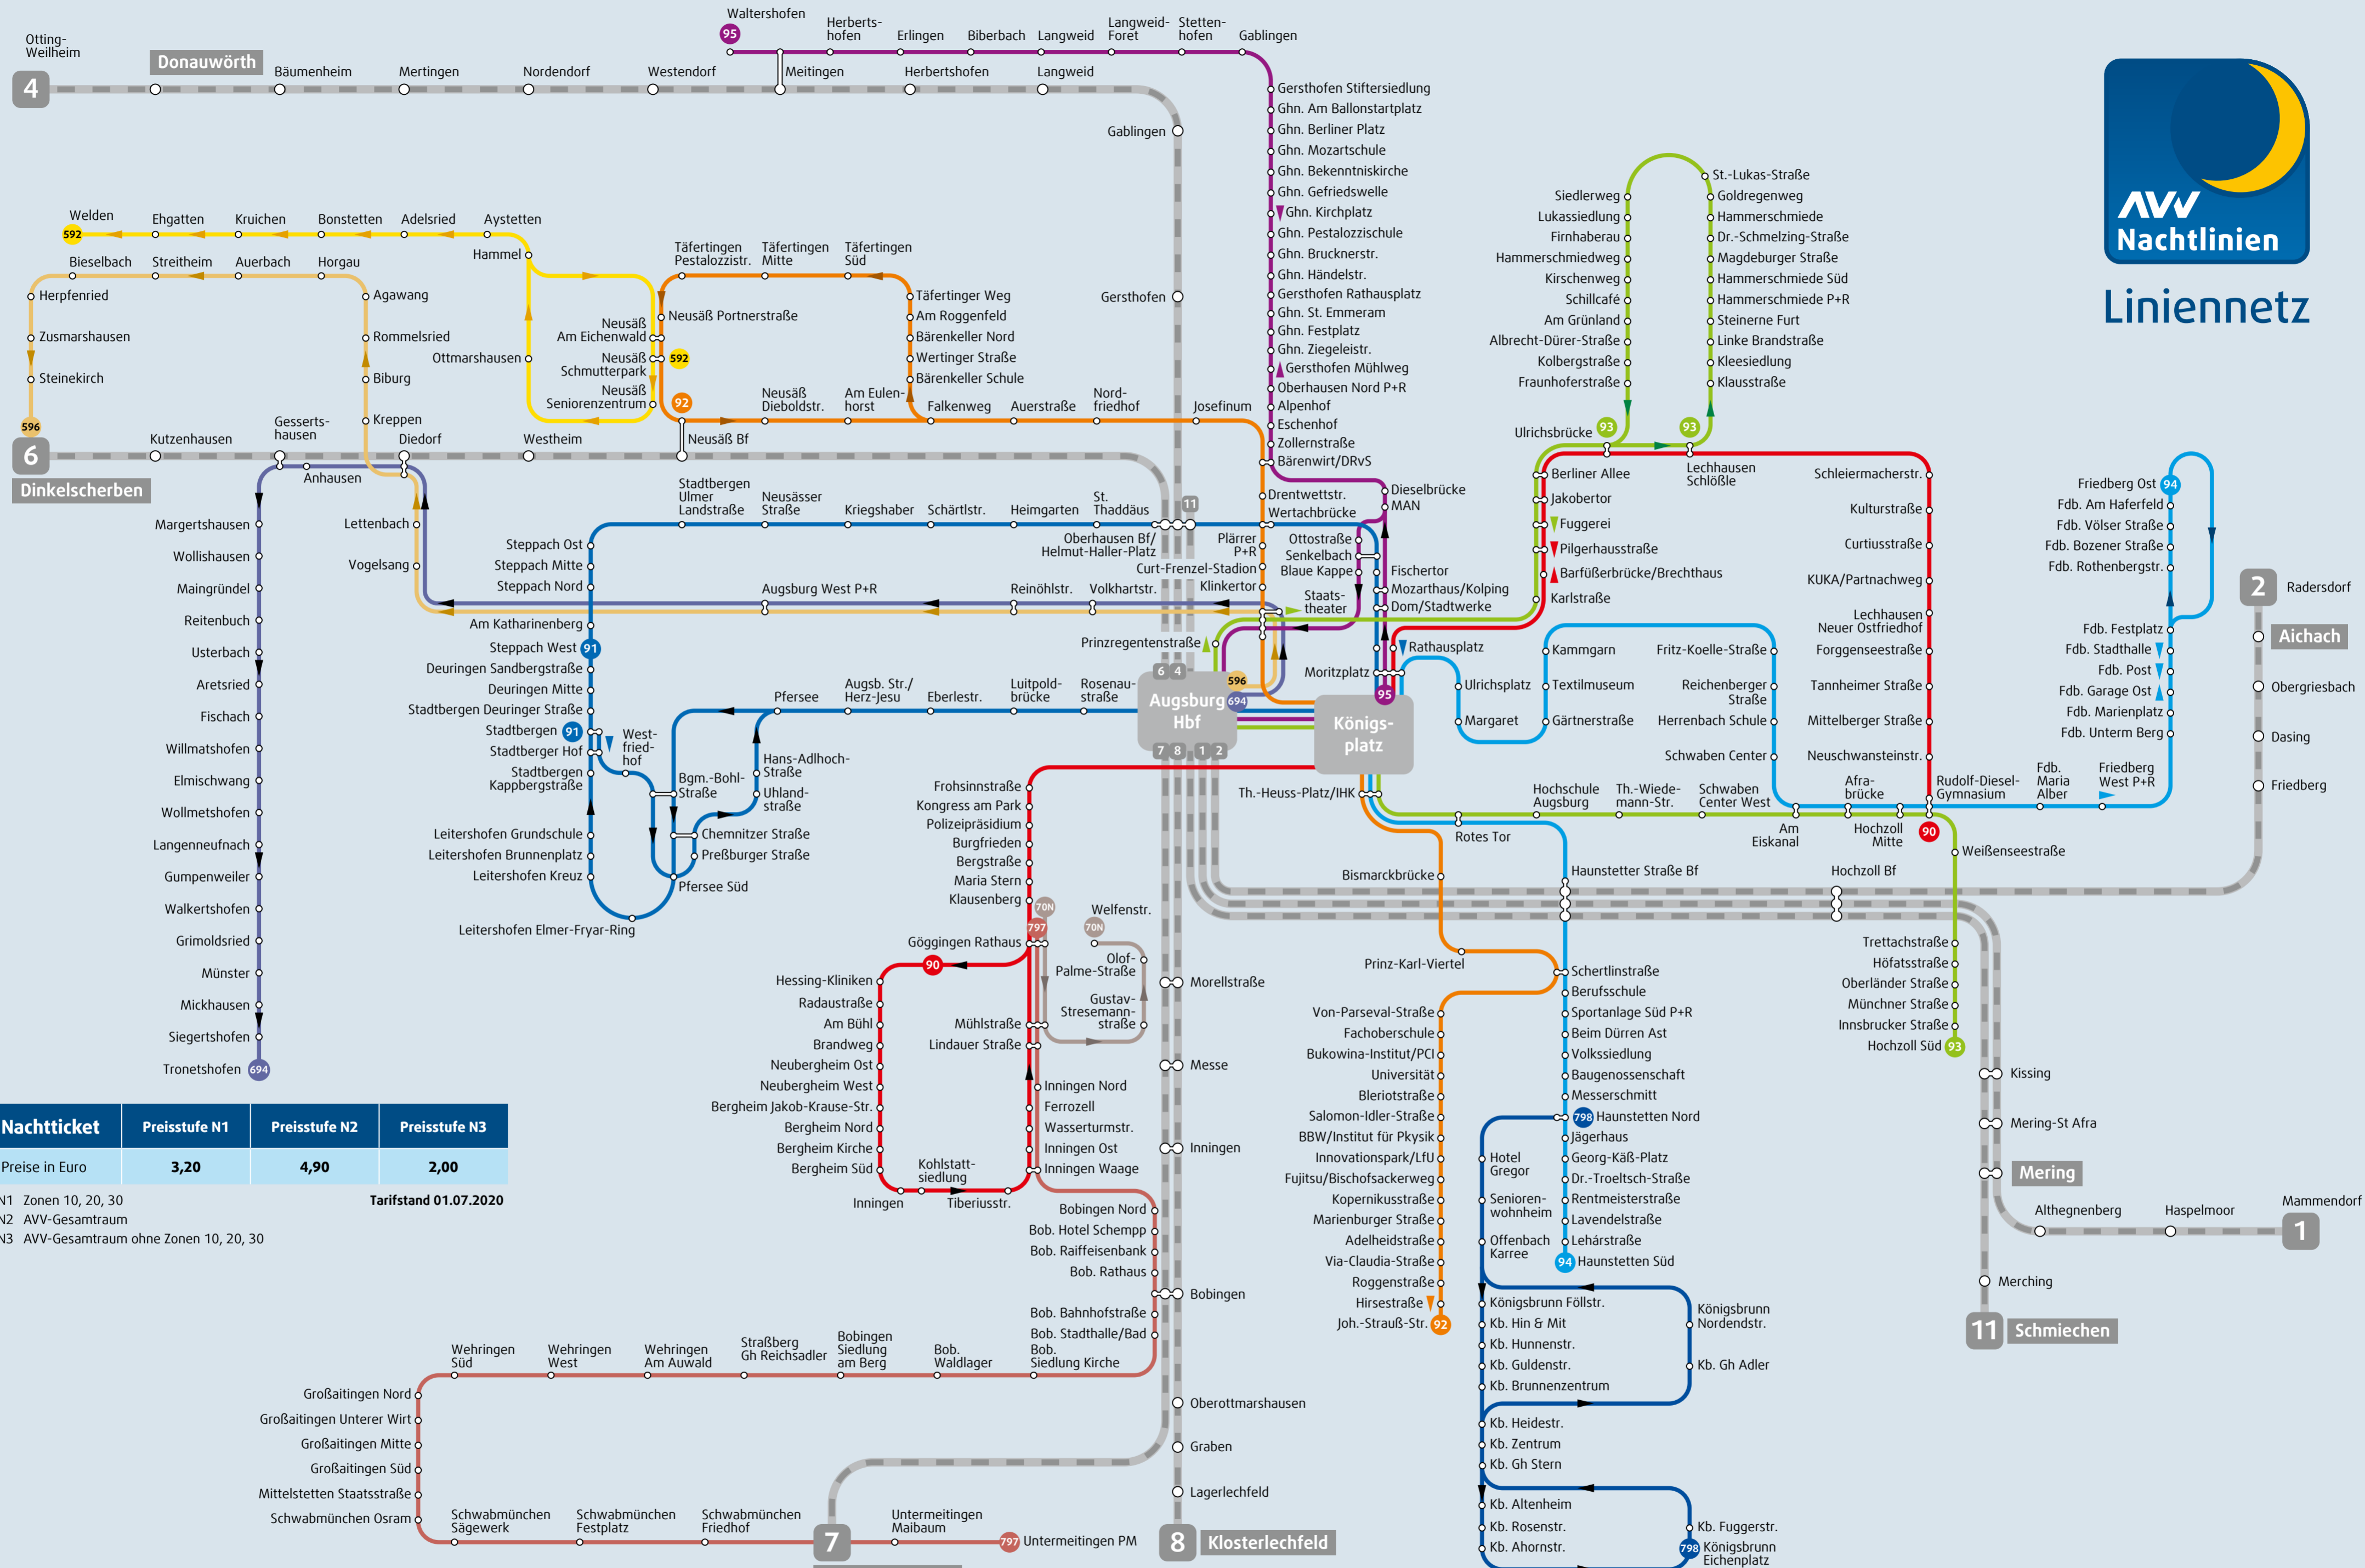 Waltershofen
95
Herberts-
hofen
Erlingen
Biberbach
Langweid
Langweid-
Foret
Stetten-
hofen
Gablingen
Otting-
Weilheim
4
Donauwörth
Bäumenheim
Mertingen
Nordendorf
Westendorf
Meitingen
Herbertshofen
Langweid
Gablingen
Gersthofen
Gersthofen Stiftersiedlung
Ghn. Am Ballonstartplatz
Ghn. Berliner Platz
Ghn. Mozartschule
Ghn. Bekenntniskirche
Ghn. Gefriedswelle
Ghn. Kirchplatz
Ghn. Pestalozzischule
Ghn. Brucknerstr.
Ghn. Händelstr.
Gersthofen Rathausplatz
Ghn. St. Emmeram
Ghn. Festplatz
Ghn. Ziegeleistr.
Gersthofen Mühlweg
Oberhausen Nord P+R
Alpenhof
Eschenhof
Zollernstraße
Bärenwirt/DRvS
AVV
Nachtlinien
Liniennetz
Siedlerweg
Lukassiedlung
Firnhaberau
Hammerschmiedweg
Kirschenweg
Schillcafé
Am Grünland
Albrecht-Dürer-Straße
Kolbergstraße
Fraunhoferstraße
Ulrichsbrücke
93
93
St.-Lukas-Straße
Goldregenweg
Hammerschmiede
Dr.-Schmelzing-Straße
Magdeburger Straße
Hammerschmiede Süd
Hammerschmiede P+R
Steinerne Furt
Linke Brandstraße
Kleesiedlung
Klausstraße
Lechhausen
Schlößle
Welden
592
Ehgatten
Kruichen
Bonstetten
Adelsried
Aystetten
Hammel
Ottmarshausen
Neusäß
Am Eichenwald
Neusäß
Schmutterpark
592
Neusäß
Seniorenzentrum
Bieselbach
Streitheim
Auerbach
Horgau
Herpfenried
Zusmarshausen
Steinekirch
596
Agawang
Rommelsried
Biburg
Kreppen
Täfertingen
Pestalozzistr.
Täfertingen
Mitte
Täfertingen
Süd
Neusäß Portnerstraße
Täfertinger Weg
Am Roggenfeld
Bärenkeller Nord
Wertinger Straße
Bärenkeller Schule
92
Neusäß
Dieboldstr.
Am Eulen-
horst
Falkenweg
Auerstraße
Nord-
friedhof
Josefinum
6
Dinkelscherben
Kutzenhausen
Gesserts-
hausen
Diedorf
Westheim
Neusäß Bf
Anhausen
Lettenbach
Vogelsang
Margertshausen
Wollishausen
Maingründel
Reitenbuch
Usterbach
Aretsried
Fischach
Willmatshofen
Elmischwang
Wollmetshofen
Langenneufnach
Gumpenweiler
Walkertshofen
Grimoldsried
Münster
Mickhausen
Siegertshofen
Tronetshofen
694
Stadtbergen
Ulmer
Landstraße
Neusässer
Straße
Kriegshaber
Schärtlstr.
Heimgarten
St.
Thaddäus
11
Oberhausen Bf/
Helmut-Haller-Platz
Drentwettstr.
Wertachbrücke
Plärrer
P+R
Curt-Frenzel-Stadion
Klinkertor
Dieselbrücke
MAN
Ottostraße
Senkelbach
Blaue Kappe
Fischertor
Mozarthaus/Kolping
Dom/Stadtwerke
Staats-
theater
Prinzregentenstraße
Rathausplatz
Moritzplatz
95
Augsburg West P+R
Reinöhlstr.
Volkhartstr.
Steppach Ost
Steppach Mitte
Steppach Nord
Am Katharinenberg
Steppach West
91
Deuringen Sandbergstraße
Deuringen Mitte
Stadtbergen Deuringer Straße
Stadtbergen
91
Stadtberger Hof
Stadtbergen
Kappbergstraße
West-
fried-
hof
Leitershofen Grundschule
Leitershofen Brunnenplatz
Leitershofen Kreuz
Leitershofen Elmer-Fryar-Ring
Bgm.-Bohl-
Straße
Hans-Adlhoch-
Straße
Uhland-
straße
Chemnitzer Straße
Preßburger Straße
Pfersee Süd
Pfersee
Augsb. Str./
Herz-Jesu
Eberlestr.
Luitpold-
brücke
Rosenau-
straße
6
4
Augsburg
Hbf
596
694
7
8
1
2
Königs-
platz
Berliner Allee
Jakobertor
Fuggerei
Pilgerhausstraße
Barfüßerbrücke/Brechthaus
Karlstraße
Ulrichsplatz
Margaret
Kammgarn
Textilmuseum
Gärtnerstraße
Fritz-Koelle-Straße
Reichenberger
Straße
Herrenbach Schule
Schwaben Center
Schleiermacherstr.
Kulturstraße
Curtiusstraße
KUKA/Partnachweg
Lechhausen
Neuer Ostfriedhof
Forggenseestraße
Tannheimer Straße
Mittelberger Straße
Neuschwansteinstr.
Rudolf-Diesel-
Gymnasium
90
Friedberg Ost
94
Fdb. Am Haferfeld
Fdb. Völser Straße
Fdb. Bozener Straße
Fdb. Rothenbergstr.
Fdb. Festplatz
Fdb. Stadthalle
Fdb. Post
Fdb. Garage Ost
Fdb. Marienplatz
Fdb. Unterm Berg
Fdb.
Maria
Alber
Friedberg
West P+R
2
Radersdorf
Aichach
Obergriesbach
Dasing
Friedberg
Th.-Heuss-Platz/IHK
Rotes Tor
Hochschule
Augsburg
Th.-Wiede-
mann-Str.
Schwaben
Center West
Am
Eiskanal
Afra-
brücke
Hochzoll
Mitte
Weißenseestraße
Bismarckbrücke
Haunstetter Straße Bf
Hochzoll Bf
Trettachstraße
Höfatsstraße
Oberländer Straße
Münchner Straße
Innsbrucker Straße
Hochzoll Süd
93
Frohsinnstraße
Kongress am Park
Polizeipräsidium
Burgfrieden
Bergstraße
Maria Stern
Klausenberg
Göggingen Rathaus
70N
797
Welfenstr.
70N
Olof-
Palme-Straße
Gustav-
Stresemann-
straße
90
Hessing-Kliniken
Radaustraße
Am Bühl
Brandweg
Neubergheim Ost
Neubergheim West
Bergheim Jakob-Krause-Str.
Bergheim Nord
Bergheim Kirche
Bergheim Süd
Inningen
Kohlstatt-
siedlung
Tiberiusstr.
Mühlstraße
Lindauer Straße
Inningen Nord
Ferrozell
Wasserturmstr.
Inningen Ost
Inningen Waage
Morellstraße
Messe
Inningen
Bobingen
Oberottmarshausen
Graben
Lagerlechfeld
8
Klosterlechfeld
Prinz-Karl-Viertel
Von-Parseval-Straße
Fachoberschule
Bukowina-Institut/PCI
Universität
Bleriotstraße
Salomon-Idler-Straße
BBW/Institut für Pkysik
Innovationspark/LfU
Fujitsu/Bischofsackerweg
Kopernikusstraße
Marienburger Straße
Adelheidstraße
Via-Claudia-Straße
Roggenstraße
Hirsestraße
Joh.-Strauß-Str.
92
Schertlinstraße
Berufsschule
Sportanlage Süd P+R
Beim Dürren Ast
Volkssiedlung
Baugenossenschaft
Messerschmitt
798
Haunstetten Nord
Jägerhaus
Georg-Käß-Platz
Dr.-Troeltsch-Straße
Rentmeisterstraße
Lavendelstraße
Lehárstraße
94
Haunstetten Süd
Hotel
Gregor
Senioren-
wohnheim
Offenbach
Karree
Königsbrunn Föllstr.
Kb. Hin & Mit
Kb. Hunnenstr.
Kb. Guldenstr.
Kb. Brunnenzentrum
Königsbrunn
Nordendstr.
Kb. Gh Adler
Kb. Heidestr.
Kb. Zentrum
Kb. Gh Stern
Kb. Altenheim
Kb. Rosenstr.
Kb. Ahornstr.
Kb. Fuggerstr.
798
Königsbrunn
Eichenplatz
Kissing
Mering-St Afra
Mering
Althegnenberg
Haspelmoor
Mammendorf
1
Merching
11
Schmiechen
Nachtticket
Preisstufe N1
Preisstufe N2
Preisstufe N3
Preise in Euro
3,20
4,90
2,00
N1 Zonen 10, 20, 30
Tarifstand 01.07.2020
N2 AVV-Gesamtraum
N3 AVV-Gesamtraum ohne Zonen 10, 20, 30
Bobingen Nord
Bob. Hotel Schempp
Bob. Raiffeisenbank
Bob. Rathaus
Bob. Bahnhofstraße
Bob. Stadthalle/Bad
Bob.
Siedlung Kirche
Bob.
Waldlager
Bobingen
Siedlung
am Berg
Straßberg
Gh Reichsadler
Wehringen
Am Auwald
Wehringen
West
Wehringen
Süd
Großaitingen Nord
Großaitingen Unterer Wirt
Großaitingen Mitte
Großaitingen Süd
Mittelstetten Staatsstraße
Schwabmünchen Osram
Schwabmünchen
Sägewerk
Schwabmünchen
Festplatz
Schwabmünchen
Friedhof
7
Untermeitingen
Maibaum
797
Untermeitingen PM